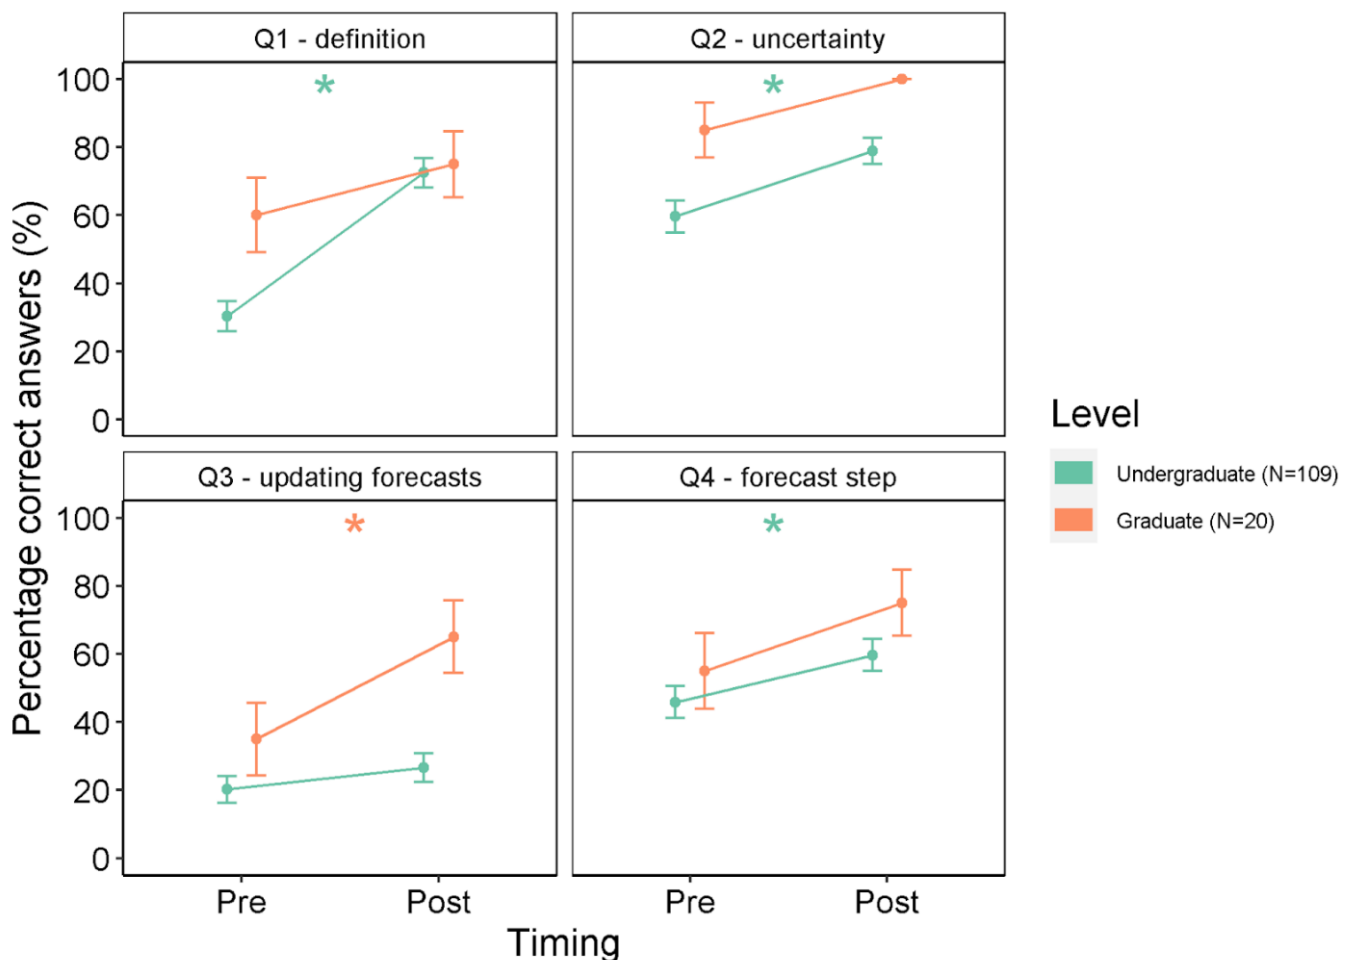 Q1 - definition
Q2 - uncertainty
*
*
100
80
60
40
20
0
Q3 - updating forecasts
Q4 - forecast step
*
*
100
80
60
40
20
0
Percentage correct answers (%)
Pre
Post
Pre
Post
Timing
Level
Undergraduate (N=109)
Graduate (N=20)